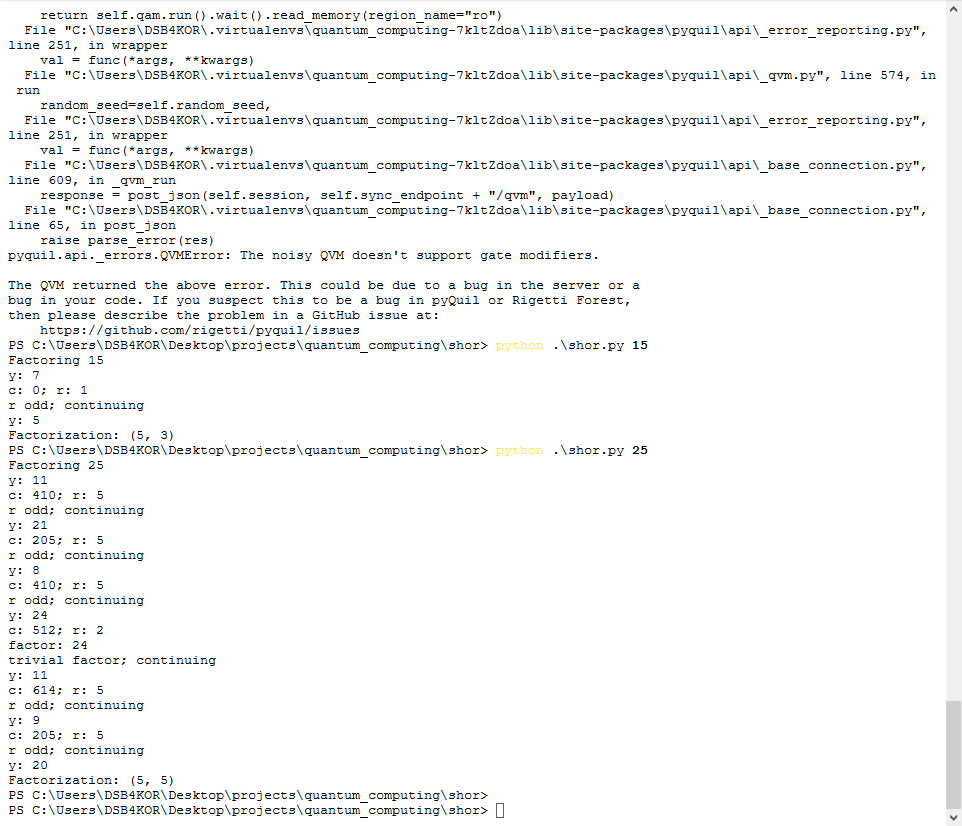 return self.qam.run().wait().read_memory(region_name="ro")
  File "C:\Users\DSB4KOR\.virtualenvs\quantum_computing-7kltZdoa\lib\site-packages\pyquil\api\_error_reporting.py",
line 251, in wrapper
    val = func(*args, **kwargs)
  File "C:\Users\DSB4KOR\.virtualenvs\quantum_computing-7kltZdoa\lib\site-packages\pyquil\api\_qvm.py", line 574, in
 run
    random_seed=self.random_seed,
  File "C:\Users\DSB4KOR\.virtualenvs\quantum_computing-7kltZdoa\lib\site-packages\pyquil\api\_error_reporting.py",
line 251, in wrapper
    val = func(*args, **kwargs)
  File "C:\Users\DSB4KOR\.virtualenvs\quantum_computing-7kltZdoa\lib\site-packages\pyquil\api\_base_connection.py",
line 609, in _qvm_run
    response = post_json(self.session, self.sync_endpoint + "/qvm", payload)
  File "C:\Users\DSB4KOR\.virtualenvs\quantum_computing-7kltZdoa\lib\site-packages\pyquil\api\_base_connection.py",
line 65, in post_json
    raise parse_error(res)
pyquil.api._errors.QVMError: The noisy QVM doesn't support gate modifiers.

The QVM returned the above error. This could be due to a bug in the server or a
bug in your code. If you suspect this to be a bug in pyQuil or Rigetti Forest,
then please describe the problem in a GitHub issue at:
    https://github.com/rigetti/pyquil/issues
PS C:\Users\DSB4KOR\Desktop\projects\quantum_computing\shor> python .\shor.py 15
Factoring 15
y: 7
c: 0; r: 1
r odd; continuing
y: 5
Factorization: (5, 3)
PS C:\Users\DSB4KOR\Desktop\projects\quantum_computing\shor> python .\shor.py 25
Factoring 25
y: 11
c: 410; r: 5
r odd; continuing
y: 21
c: 205; r: 5
r odd; continuing
y: 8
c: 410; r: 5
r odd; continuing
y: 24
c: 512; r: 2
factor: 24
trivial factor; continuing
y: 11
c: 614; r: 5
r odd; continuing
y: 9
c: 205; r: 5
r odd; continuing
y: 20
Factorization: (5, 5)
PS C:\Users\DSB4KOR\Desktop\projects\quantum_computing\shor>
PS C:\Users\DSB4KOR\Desktop\projects\quantum_computing\shor>